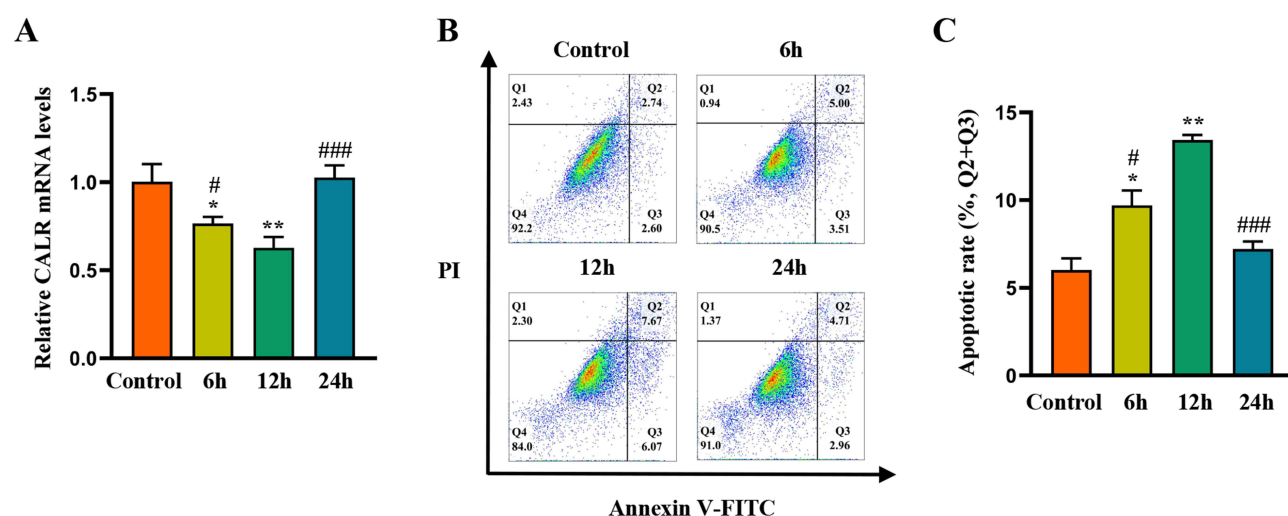 A
Relative CALR mRNA levels
1.5
1.0
0.5
0.0
#
*
**
###
Control 6h 12h 24h
B
Control
6h
Q1
2.43
Q2
2.74
Q4
92.2
Q3
2.60
Q1
0.94
Q2
5.00
Q4
90.5
Q3
3.51
PI
12h
24h
Q1
2.30
Q2
7.67
Q4
84.0
Q3
6.07
Q1
1.37
Q2
4.71
Q4
91.0
Q3
2.96
Annexin V-FITC
C
Apoptotic rate (%, Q2+Q3)
15
10
5
0
#
*
**
###
Control 6h 12h 24h